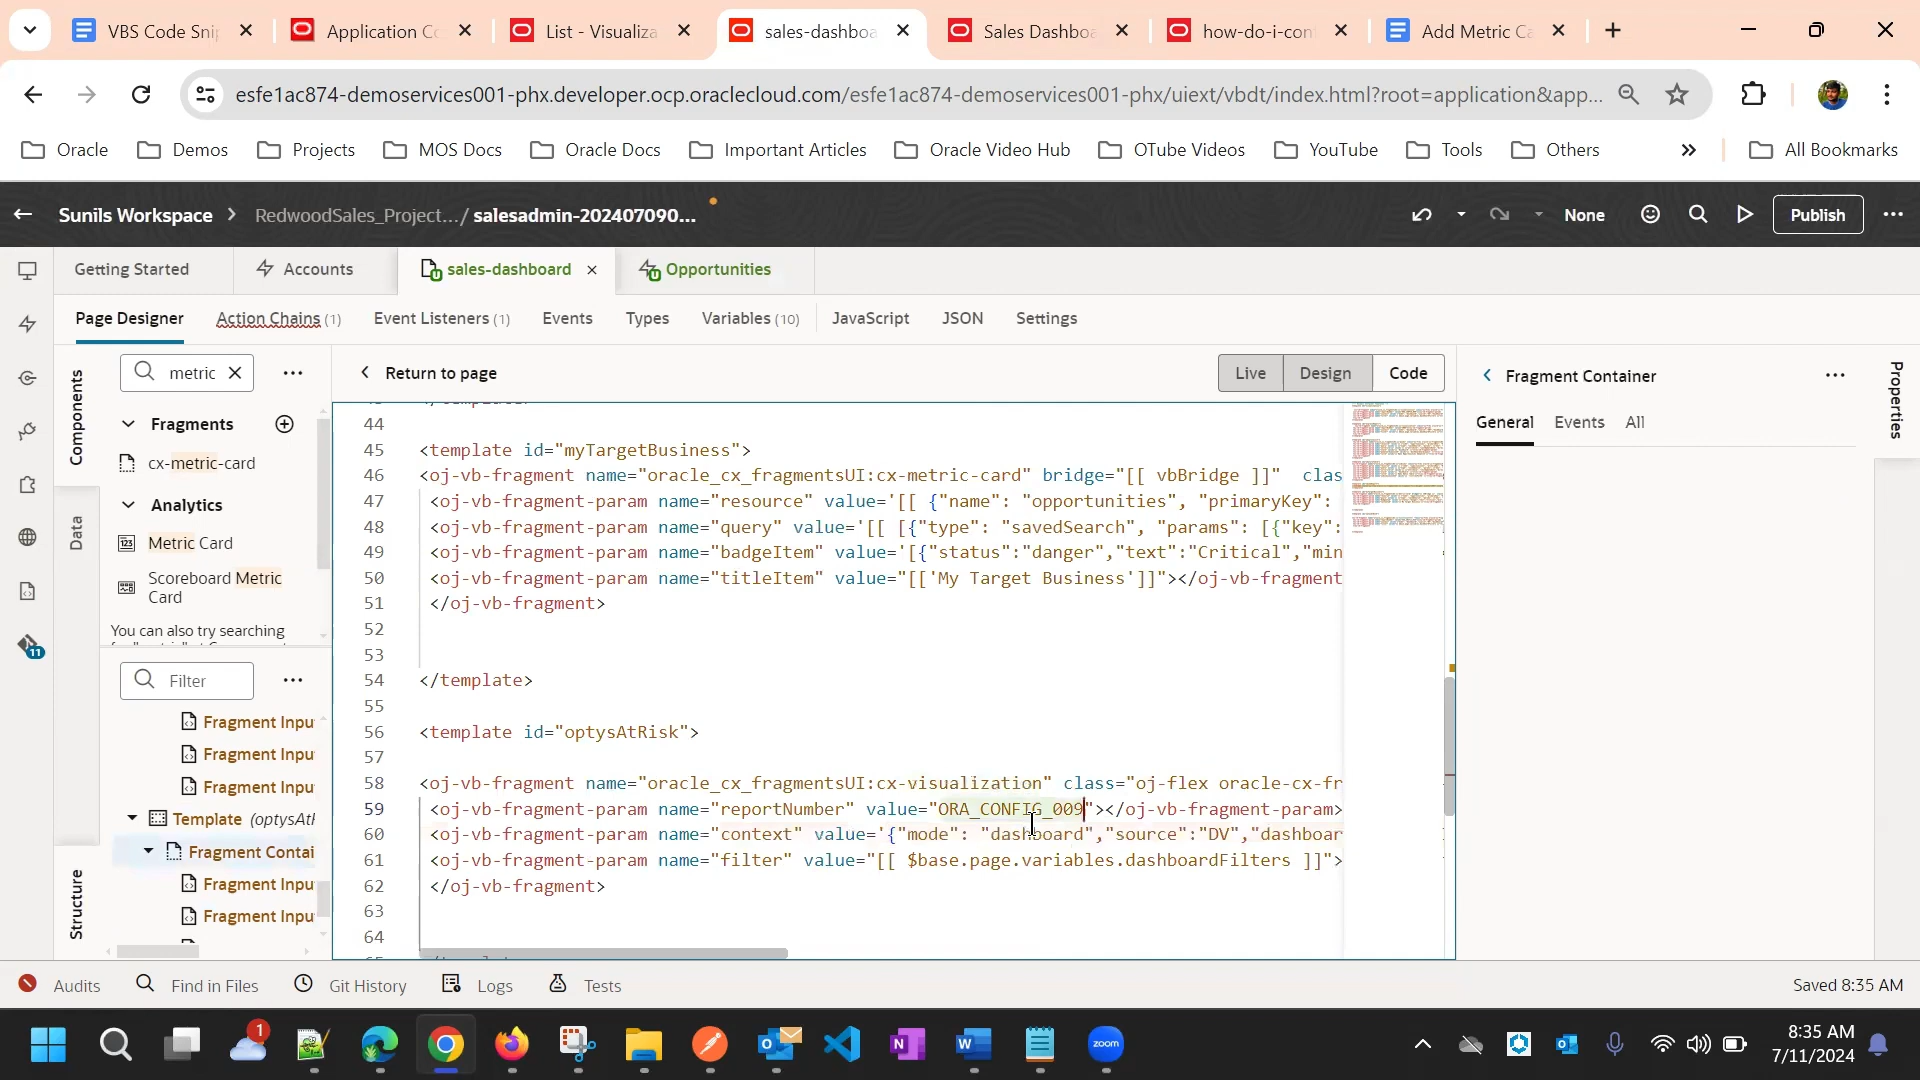 VBS Code Snip
Application Co
List - Visualiza
sales-dashboa
Sales Dashboa
how-do-i-con
Add Metric Ca
esfe1ac874-demoservices001-phx.developer.ocp.oraclecloud.com/esfe1ac874-demoservices001-phx/uiext/vbdt/index.html?root=application&app...
Oracle
Demos
Projects
MOS Docs
Oracle Docs
Important Articles
Oracle Video Hub
OTube Videos
YouTube
Tools
Others
All Bookmarks
Sunils Workspace > RedwoodSales_Project.../ salesadmin-202407090...
None
Publish
Getting Started
Accounts
sales-dashboard
Opportunities
Page Designer
Action Chains (1)
Event Listeners (1)
Events
Types
Variables (10)
JavaScript
JSON
Settings
Components
Data
Structure
metric
Fragments
cx-metric-card
Analytics
Metric Card
Scoreboard Metric
Card
You can also try searching
Filter
Fragment Inpu
Fragment Inpu
Fragment Inpu
Template (optysAtR
Fragment Contai
Fragment Inpu
Fragment Inpu
Return to page
Live
Design
Code
44
45 <template id="myTargetBusiness">
46 <oj-vb-fragment name="oracle_cx_fragmentsUI:cx-metric-card" bridge="[[ vbBridge ]]" clas
47 <oj-vb-fragment-param name="resource" value='[[ {"name": "opportunities", "primaryKey":
48 <oj-vb-fragment-param name="query" value='[[ [{"type": "savedSearch", "params": [{"key":
49 <oj-vb-fragment-param name="badgeItem" value='[{"status":"danger","text":"Critical","min
50 <oj-vb-fragment-param name="titleItem" value="[['My Target Business']]"></oj-vb-fragment
51 </oj-vb-fragment>
52
53
54 </template>
55
56 <template id="optysAtRisk">
57
58 <oj-vb-fragment name="oracle_cx_fragmentsUI:cx-visualization" class="oj-flex oracle-cx-fr
59 <oj-vb-fragment-param name="reportNumber" value="ORA_CONFIG_009"></oj-vb-fragment-param>
60 <oj-vb-fragment-param name="context" value='{"mode": "dashboard","source":"DV","dashboar
61 <oj-vb-fragment-param name="filter" value="[[ $base.page.variables.dashboardFilters ]]">
62 </oj-vb-fragment>
63
64
Fragment Container
General
Events
All
Properties
11
Audits
Find in Files
Git History
Logs
Tests
Saved 8:35 AM
1
zoom
8:35 AM
7/11/2024